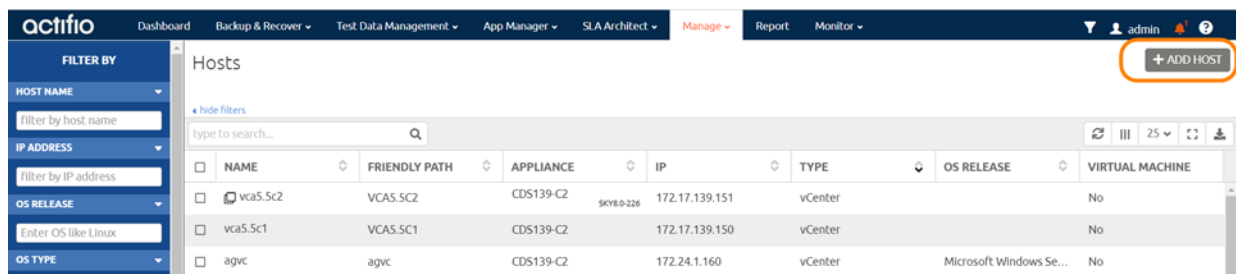 actifio Dashboard Backup & Recover Test Data Management App Manager SLA Architect Manage Report Monitor admin 1 ?
FILTER BY
Hosts
+ ADD HOST
HOST NAME
filter by host name
hide filters
type to search...
25
IP ADDRESS
filter by IP address
NAME FRIENDLY PATH APPLIANCE IP TYPE OS RELEASE VIRTUAL MACHINE
vca5.5c2 VCA5.5C2 CDS139-C2 SKY8.0-226 172.17.139.151 vCenter No
OS RELEASE
Enter OS like Linux
vca5.5c1 VCA5.5C1 CDS139-C2 172.17.139.150 vCenter No
OS TYPE
agvc agvc CDS139-C2 172.24.1.160 vCenter Microsoft Windows Se... No